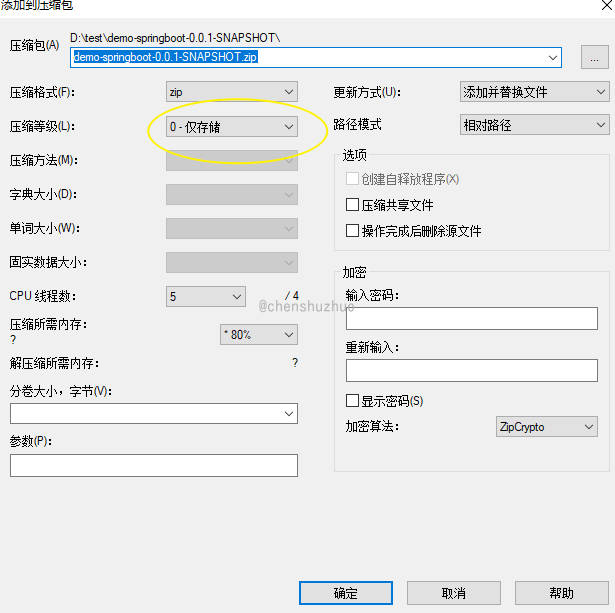 添加到压缩包
压缩包(A)
D:\test\demo-springboot-0.0.1-SNAPSHOT\
demo-springboot-0.0.1-SNAPSHOT.zip
...
压缩格式(F):
zip
压缩等级(L):
0 - 仅存储
压缩方法(M):
字典大小(D):
单词大小(W):
固实数据大小:
CPU 线程数:
5
/ 4
压缩所需内存:
?
* 80%
解压缩所需内存:
?
分卷大小，字节(V):
参数(P):
更新方式(U):
添加并替换文件
路径模式
相对路径
选项
创建自释放程序(X)
压缩共享文件
操作完成后删除源文件
加密
输入密码:
重新输入:
显示密码(S)
加密算法:
ZipCrypto
@chenshuzhuo
确定
取消
帮助